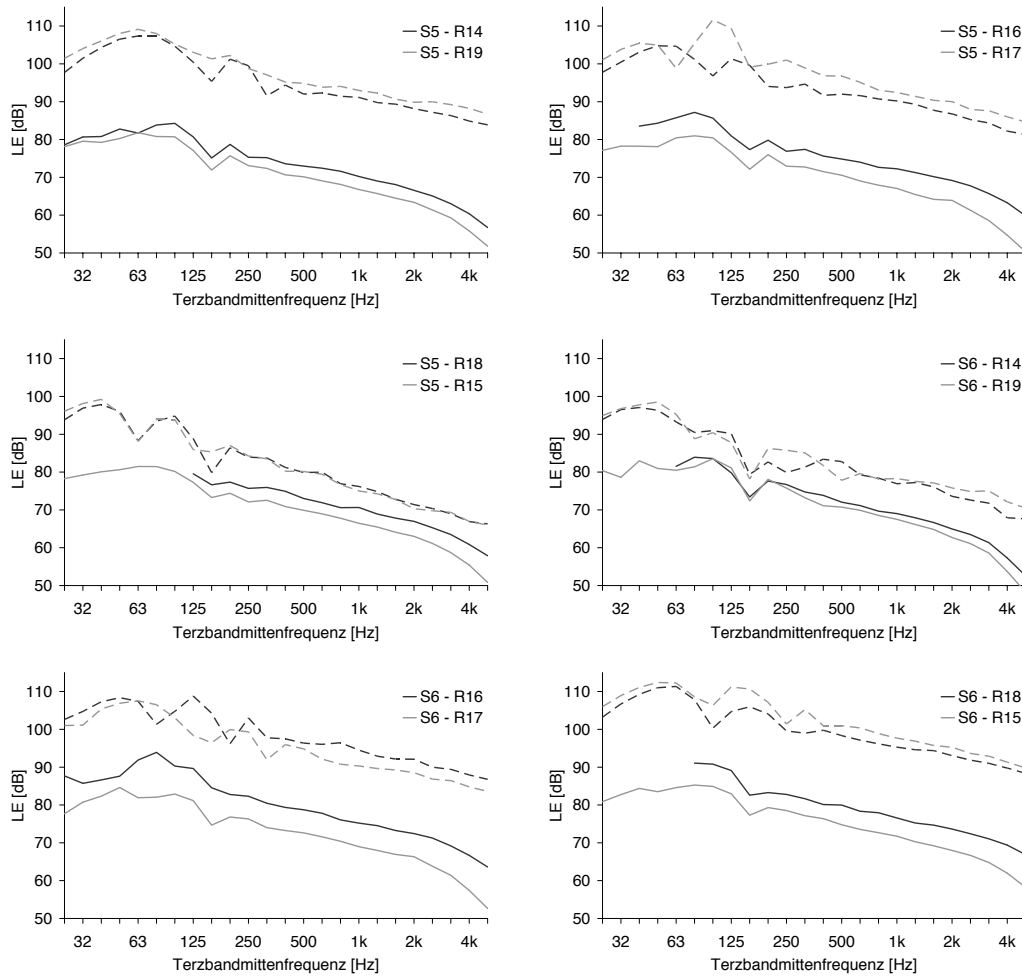 110
100
90
80
70
60
50
LE [dB]
S5 - R14
S5 - R19
32 63 125 250 500 1k 2k 4k
Terzbandmittenfrequenz [Hz]
110
100
90
80
70
60
50
LE [dB]
S5 - R16
S5 - R17
32 63 125 250 500 1k 2k 4k
Terzbandmittenfrequenz [Hz]
110
100
90
80
70
60
50
LE [dB]
S5 - R18
S5 - R15
32 63 125 250 500 1k 2k 4k
Terzbandmittenfrequenz [Hz]
110
100
90
80
70
60
50
LE [dB]
S6 - R14
S6 - R19
32 63 125 250 500 1k 2k 4k
Terzbandmittenfrequenz [Hz]
110
100
90
80
70
60
50
LE [dB]
S6 - R16
S6 - R17
32 63 125 250 500 1k 2k 4k
Terzbandmittenfrequenz [Hz]
110
100
90
80
70
60
50
LE [dB]
S6 - R18
S6 - R15
32 63 125 250 500 1k 2k 4k
Terzbandmittenfrequenz [Hz]